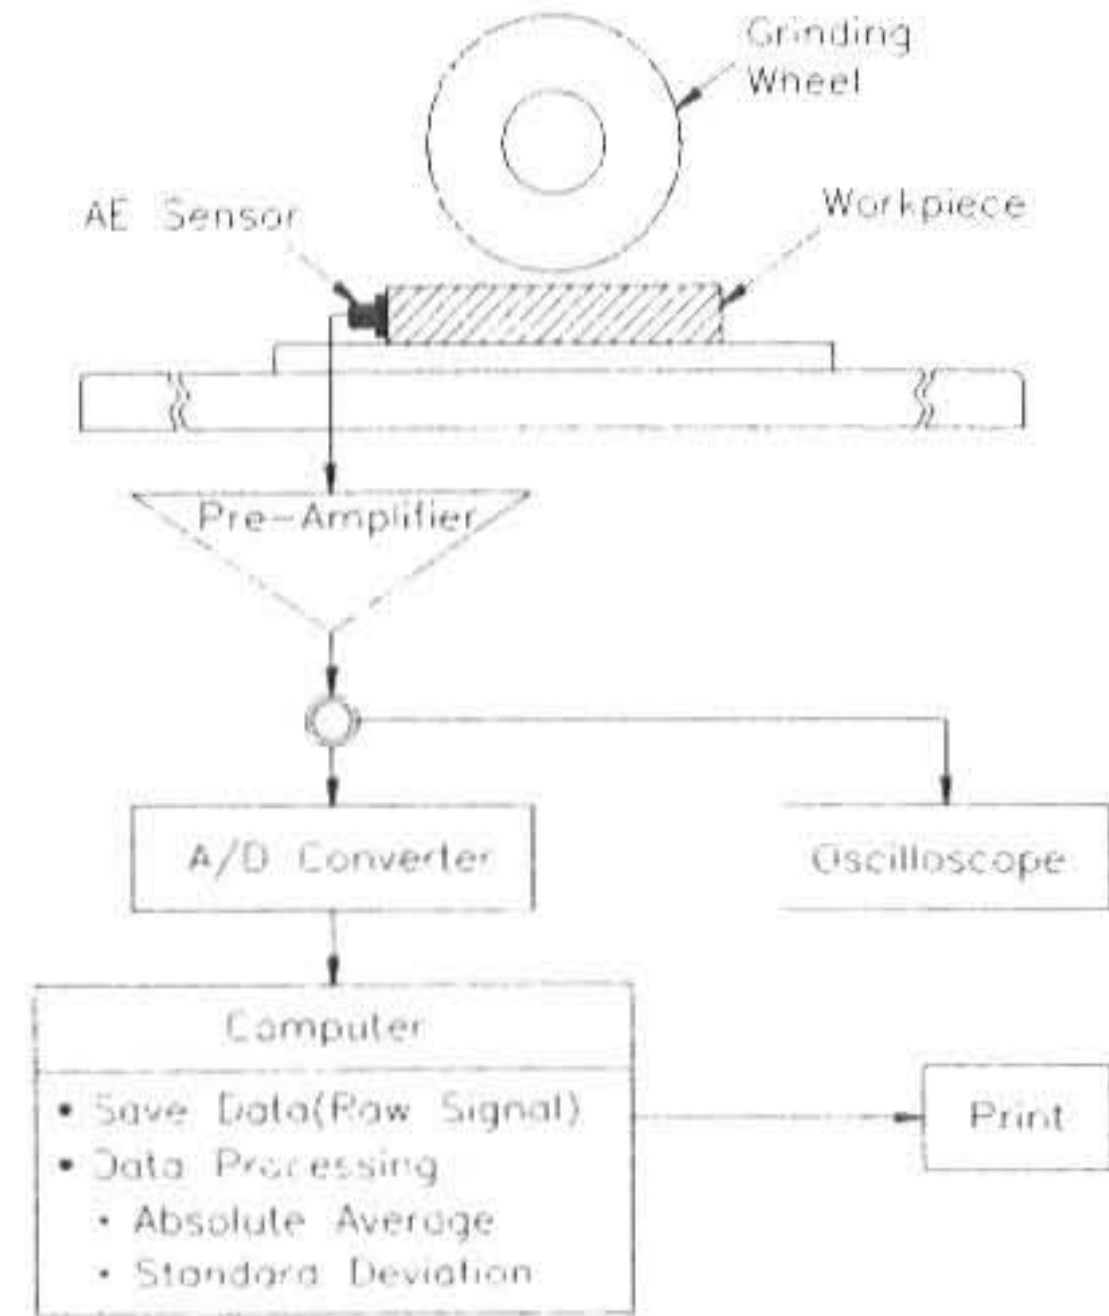 Grinding
Wheel
AE Sensor
Workpiece
Pre-Amplifier
A/D Converter
Oscilloscope
Computer
• Save Data(Raw Signal)
• Data Processing
• Absolute Average
• Standard Deviation
Print